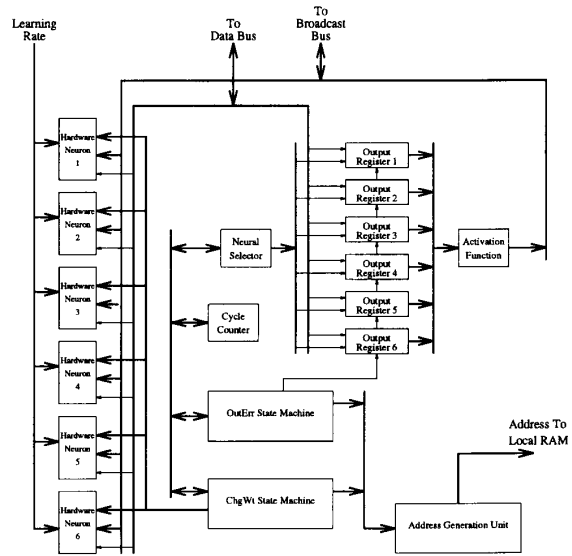 Learning
Rate
To
Data Bus
To
Broadcast
Bus
Hardware
Neuron
1
Hardware
Neuron
2
Hardware
Neuron
3
Hardware
Neuron
4
Hardware
Neuron
5
Hardware
Neuron
6
Neural
Selector
Cycle
Counter
OutErr State Machine
ChgWt State Machine
Output
Register 1
Output
Register 2
Output
Register 3
Output
Register 4
Output
Register 5
Output
Register 6
Activation
Function
Address To
Local RAM
Address Generation Unit